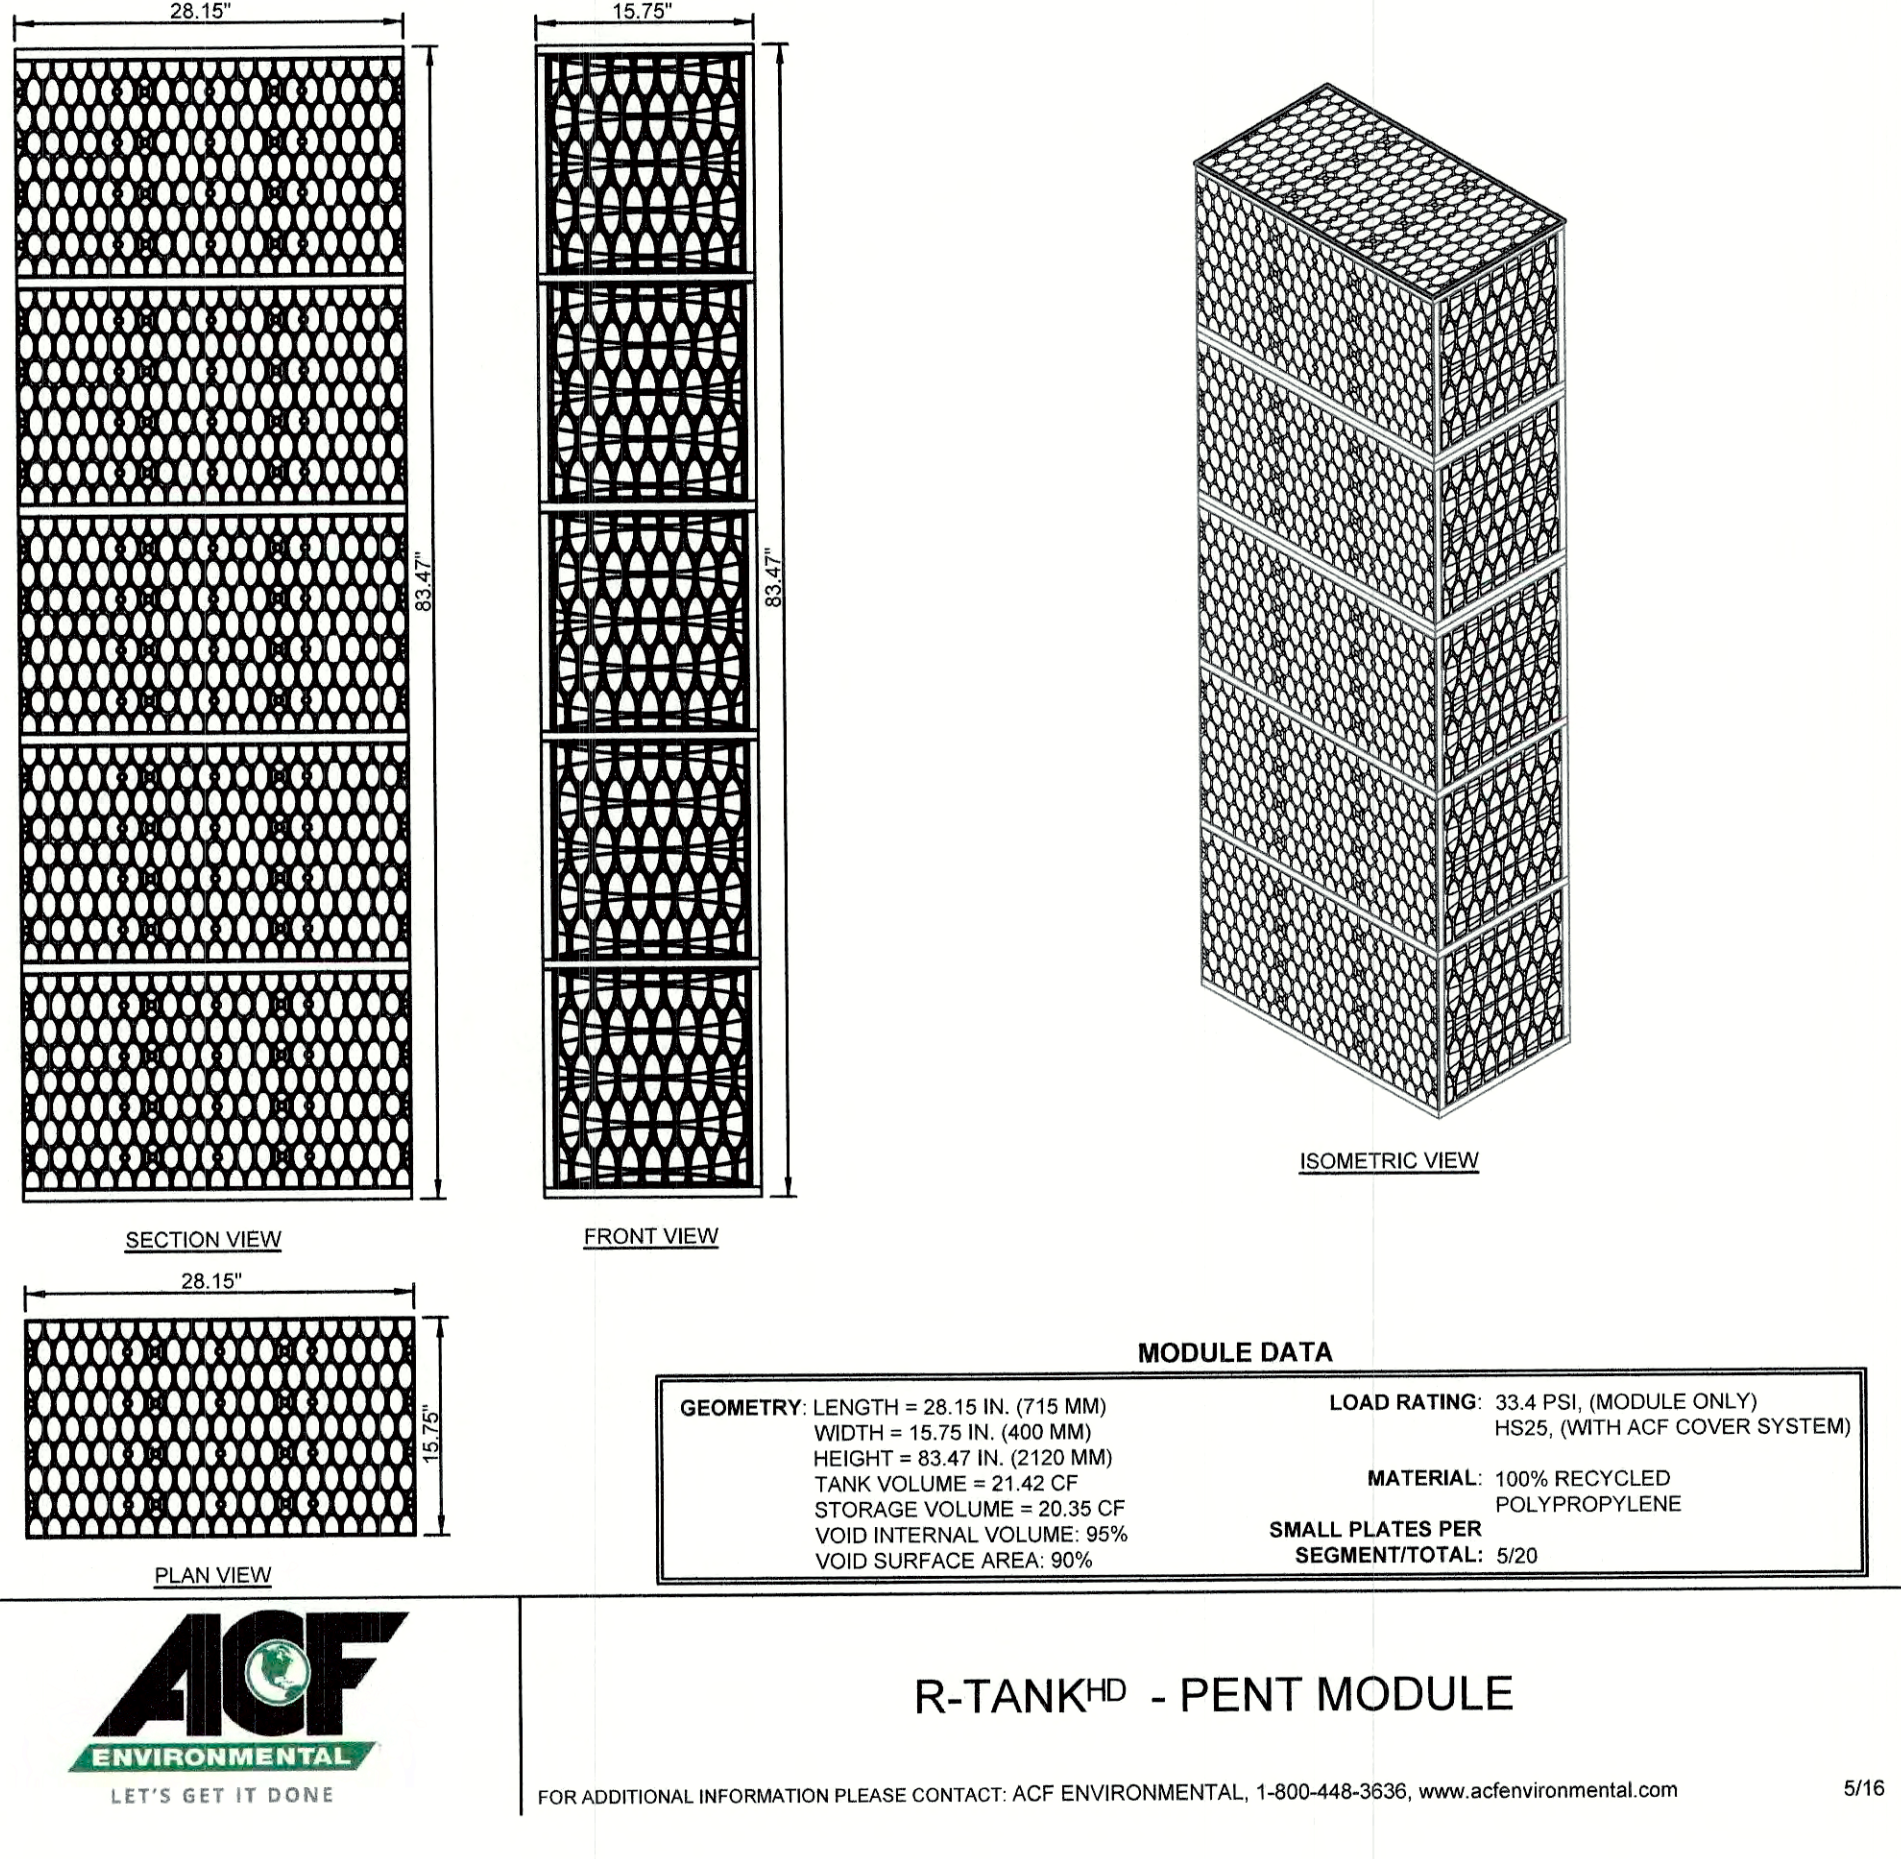 28.15"
15.75"
83.47"
83.47"
SECTION VIEW
FRONT VIEW
ISOMETRIC VIEW
28.15"
15.75"
PLAN VIEW
MODULE DATA
GEOMETRY: LENGTH = 28.15 IN. (715 MM)
WIDTH = 15.75 IN. (400 MM)
HEIGHT = 83.47 IN. (2120 MM)
TANK VOLUME = 21.42 CF
STORAGE VOLUME = 20.35 CF
VOID INTERNAL VOLUME: 95%
VOID SURFACE AREA: 90%
LOAD RATING: 33.4 PSI, (MODULE ONLY)
HS25, (WITH ACF COVER SYSTEM)
MATERIAL: 100% RECYCLED
POLYPROPYLENE
SMALL PLATES PER
SEGMENT/TOTAL: 5/20
ACF
ENVIRONMENTAL
LET'S GET IT DONE
R-TANKHD - PENT MODULE
FOR ADDITIONAL INFORMATION PLEASE CONTACT: ACF ENVIRONMENTAL, 1-800-448-3636, www.acfenvironmental.com
5/16